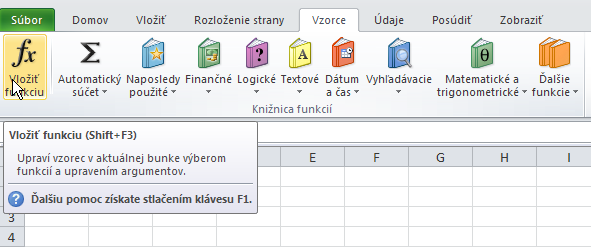 Súbor Domov Vložiť Rozloženie strany Vzorce Údaje Posúdiť Zobraziť
fx Σ ? A θ
Vložiť funkciu
Automatický súčet
Naposledy použité
Finančné
Logické
Textové
Dátum a čas
Vyhľadávacie
Matematické a trigonometrické
Ďalšie funkcie
Knižnica funkcií
Vložiť funkciu (Shift+F3)
Upraví vzorec v aktuálnej bunke výberom
funkcií a upravením argumentov.
? Ďalšiu pomoc získate stlačením klávesu F1.
E F G H I
3
4